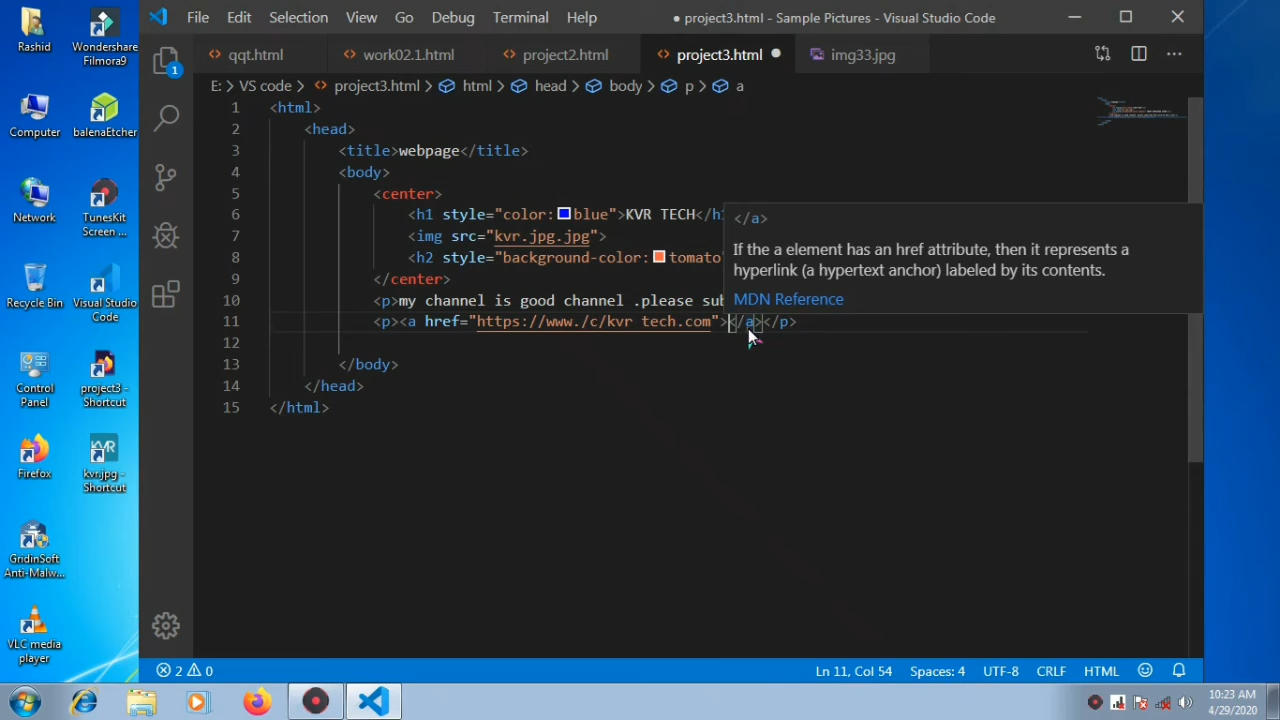 File Edit Selection View Go Debug Terminal Help ● project3.html - Sample Pictures - Visual Studio Code
qqt.html work02.1.html project2.html project3.html img33.jpg
E: > VS code > project3.html > html > head > body > p > a
1 <html>
2 <head>
3 <title>webpage</title>
4 <body>
5 <center>
6 <h1 style="color:blue">KVR TECH</h1
7 <img src="kvr.jpg.jpg">
8 <h2 style="background-color:tomato"
9 </center>
10 <p>my channel is good channel .please sub
11 <p><a href="https://www./c/kvr tech.com"></a></p>
12
13 </body>
14 </head>
15 </html>
</a>
If the a element has an href attribute, then it represents a
hyperlink (a hypertext anchor) labeled by its contents.
MDN Reference
1
2 0 Ln 11, Col 54 Spaces: 4 UTF-8 CRLF HTML
Rashid
Wondershare
Filmora9
Computer
balenaEtcher
Network
TunesKit
Screen ...
Recycle Bin
Visual Studio
Code
Control
Panel
project3 -
Shortcut
Firefox
KVR
kvr.jpg -
Shortcut
GridinSoft
Anti-Malw...
VLC media
player
10:23 AM
4/29/2020